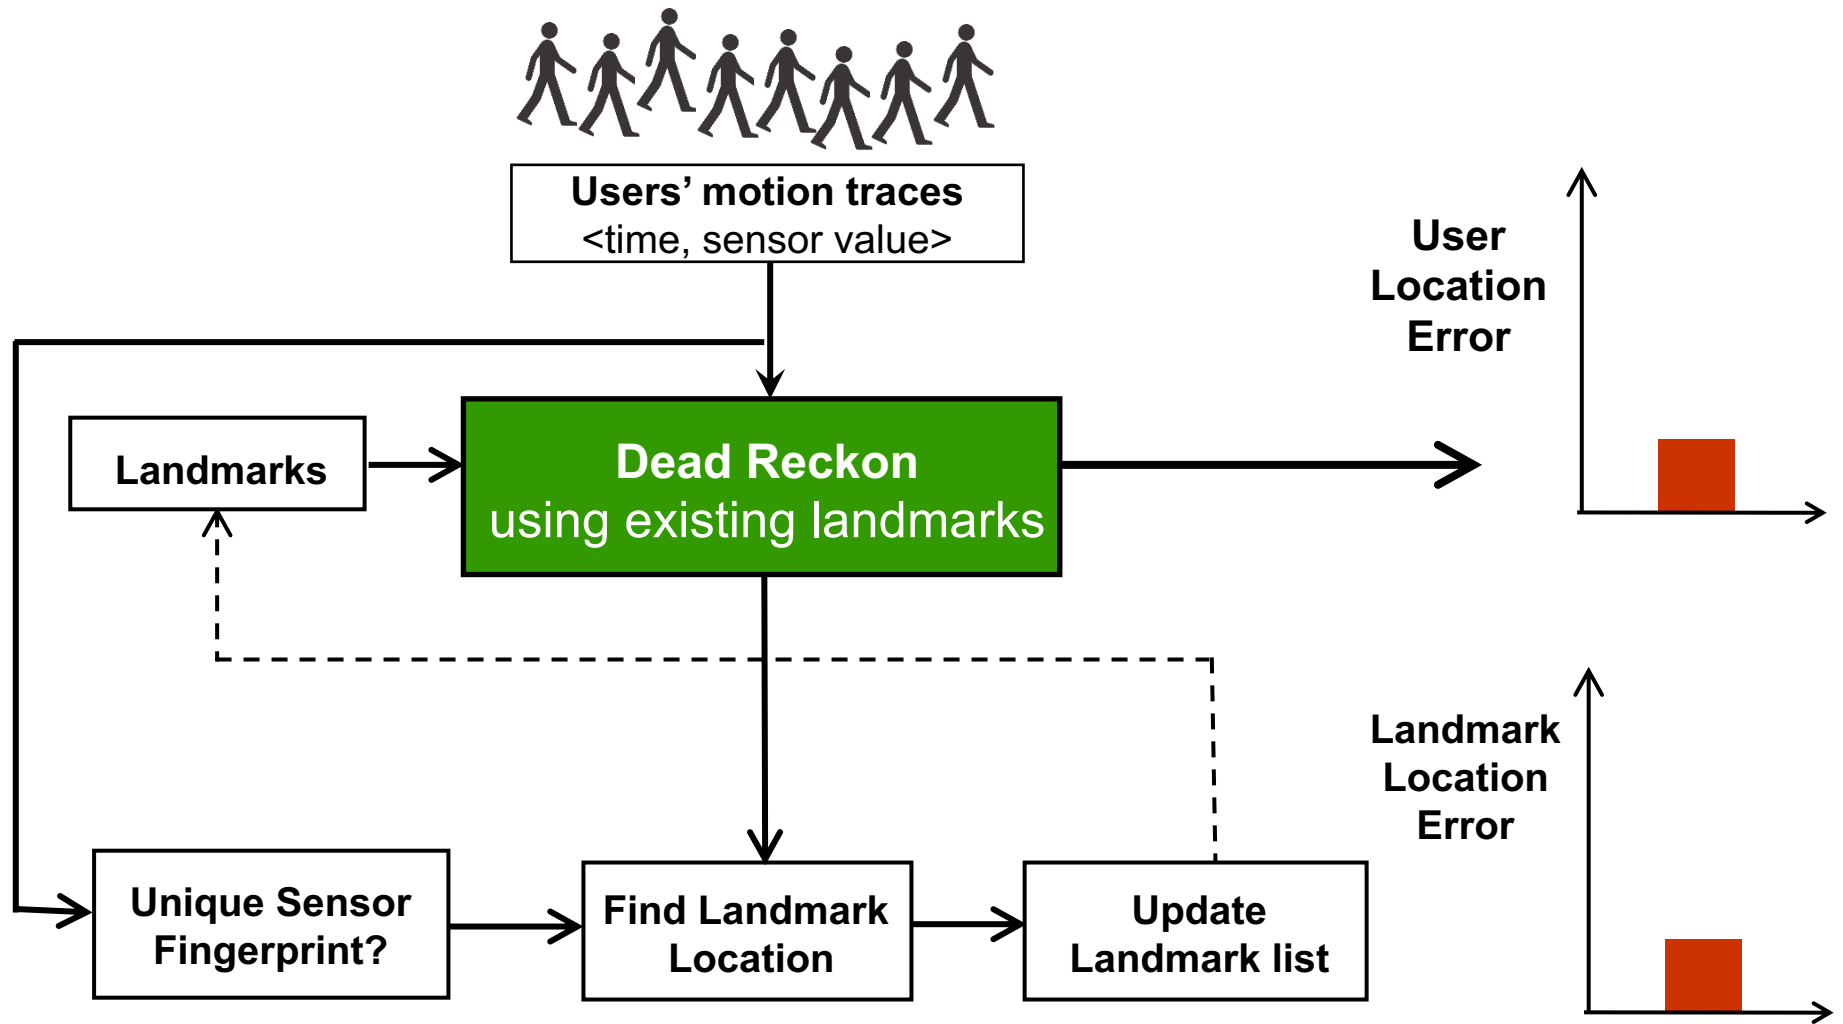 Users’ motion traces
<time, sensor value>
User
Location
Error
Landmarks
Dead Reckon
using existing landmarks
Landmark
Location
Error
Unique Sensor
Fingerprint?
Find Landmark
Location
Update
Landmark list